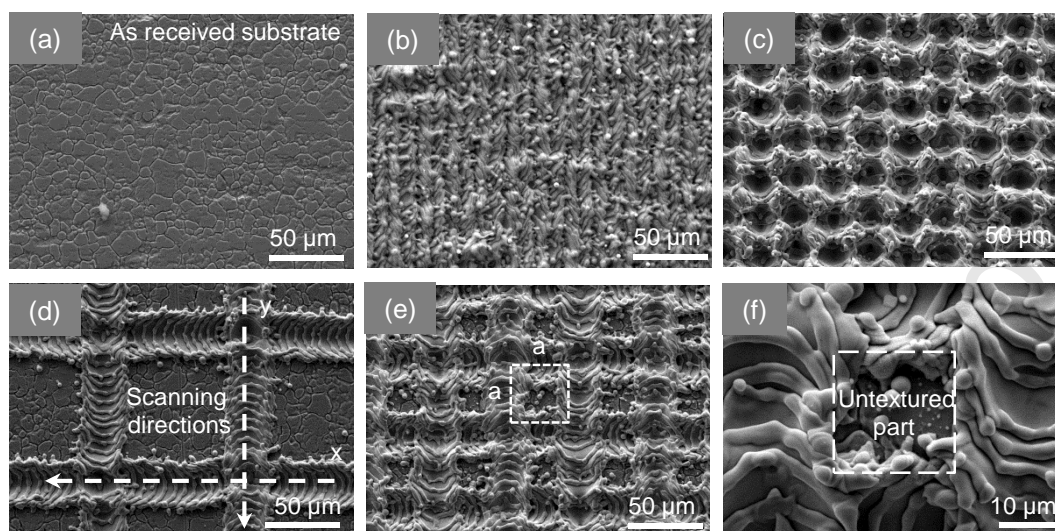 (a)
As received substrate
50 µm
(b)
50 µm
(c)
50 µm
(d)
y
Scanning
directions
x
50 µm
(e)
a
a
50 µm
(f)
Untextured
part
10 µm